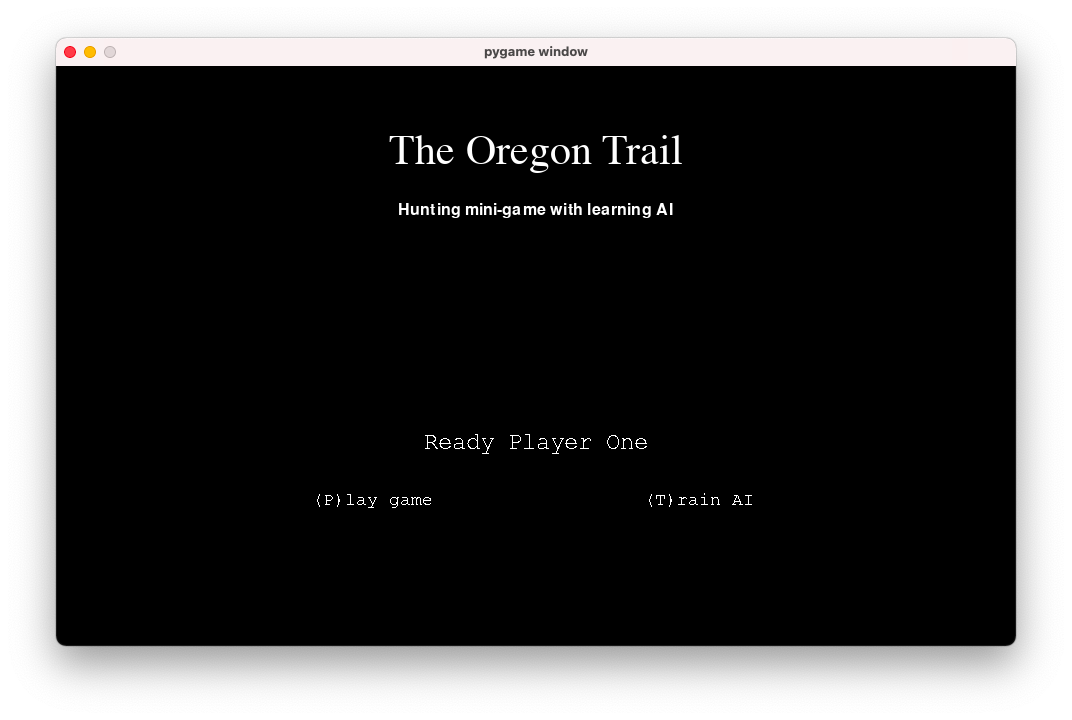 pygame window
The Oregon Trail
Hunting mini-game with learning AI
Ready Player One
(P)lay game (T)rain AI